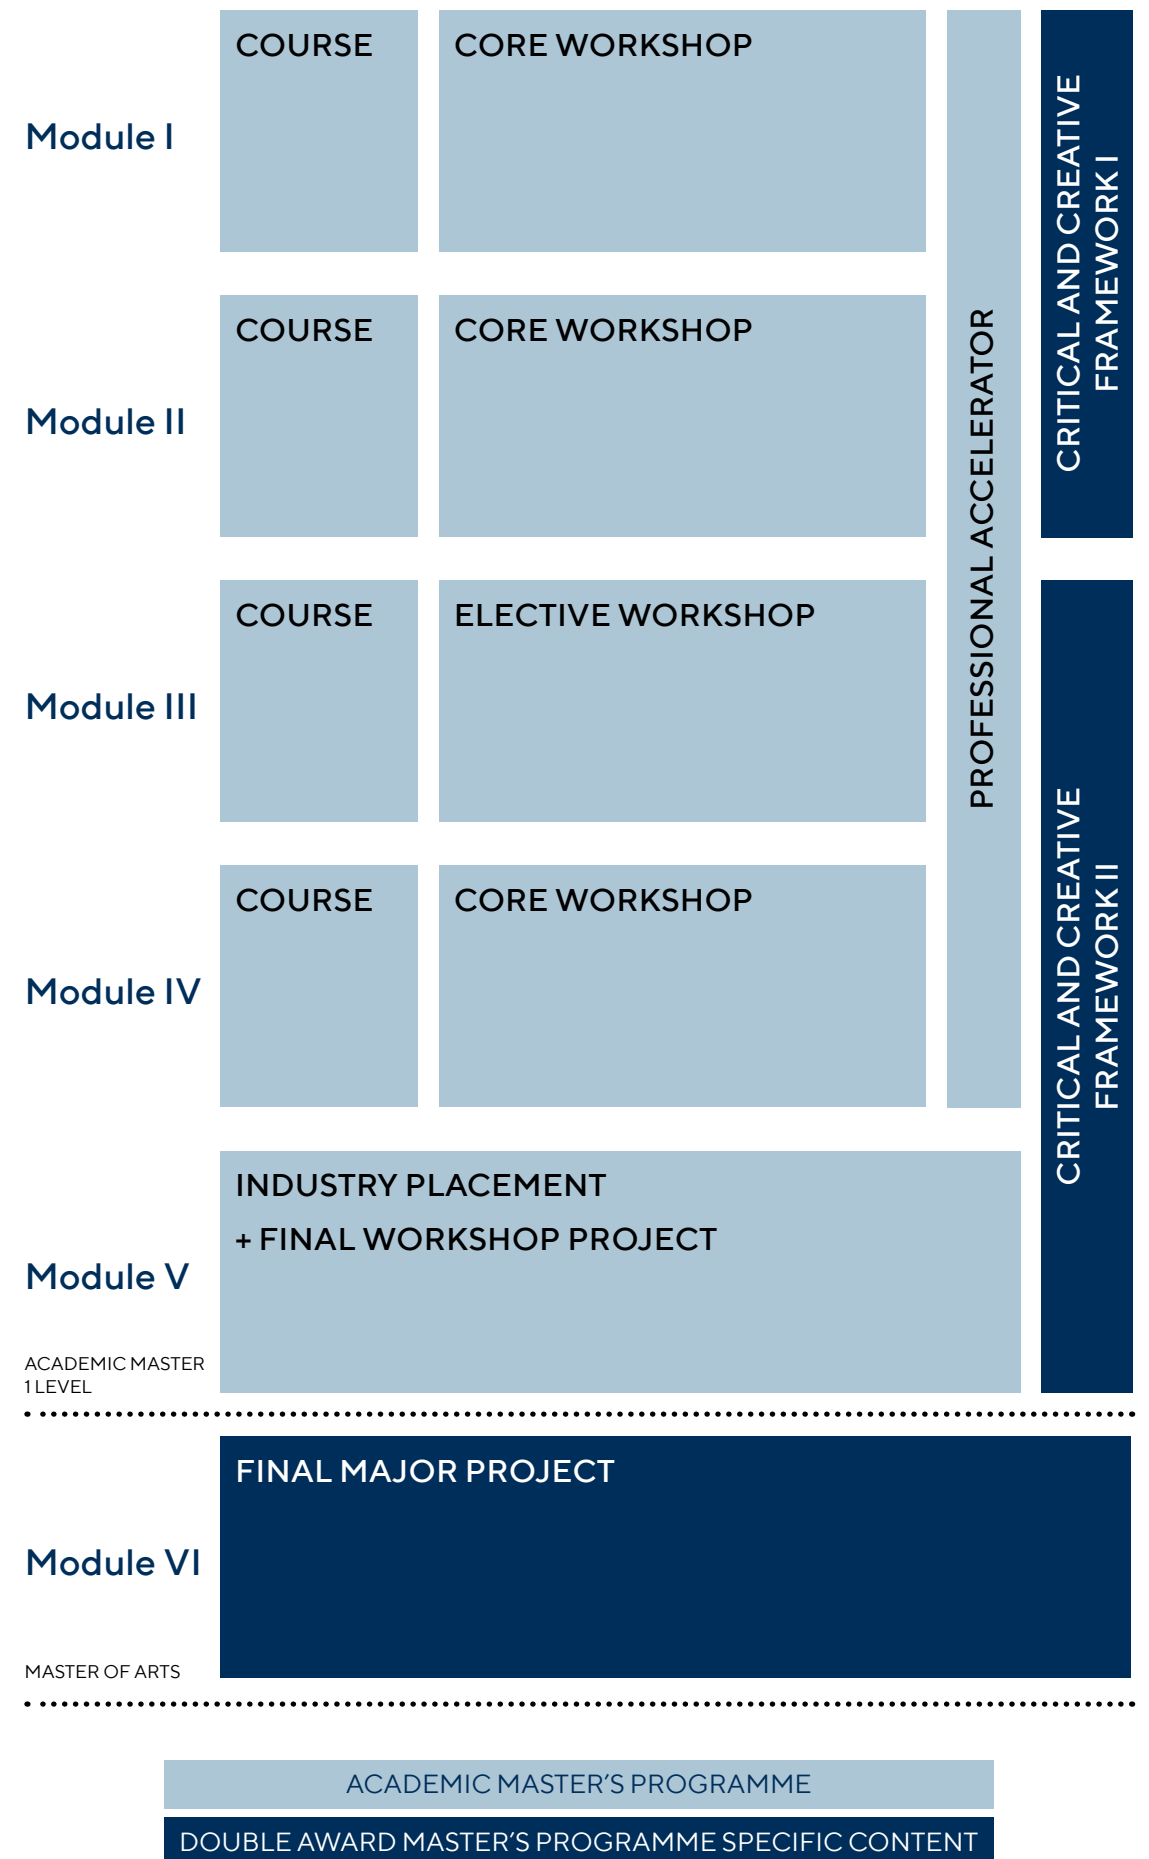 Module I
COURSE
CORE WORKSHOP
PROFESSIONAL ACCELERATOR
CRITICAL AND CREATIVE
FRAMEWORK I
Module II
COURSE
CORE WORKSHOP
Module III
COURSE
ELECTIVE WORKSHOP
CRITICAL AND CREATIVE
FRAMEWORK II
Module IV
COURSE
CORE WORKSHOP
Module V
INDUSTRY PLACEMENT
+ FINAL WORKSHOP PROJECT
ACADEMIC MASTER
1 LEVEL
Module VI
FINAL MAJOR PROJECT
MASTER OF ARTS
ACADEMIC MASTER’S PROGRAMME
DOUBLE AWARD MASTER’S PROGRAMME SPECIFIC CONTENT